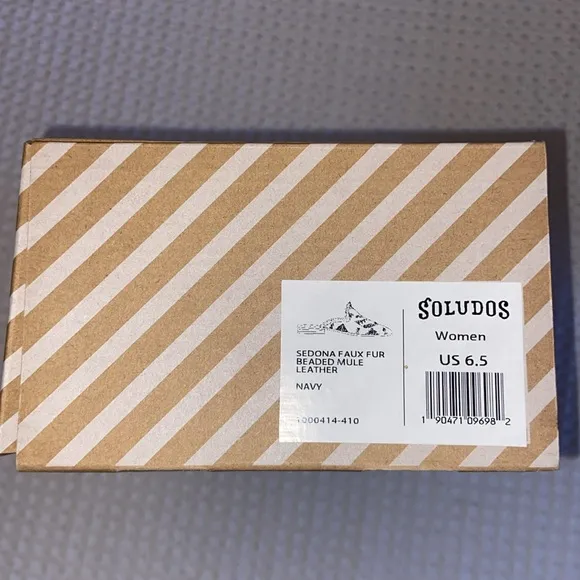 SOLUDOS
Women
US 6.5
1 90471 09698 2
SEDONA FAUX FUR
BEADED MULE
LEATHER
NAVY
1000414-410